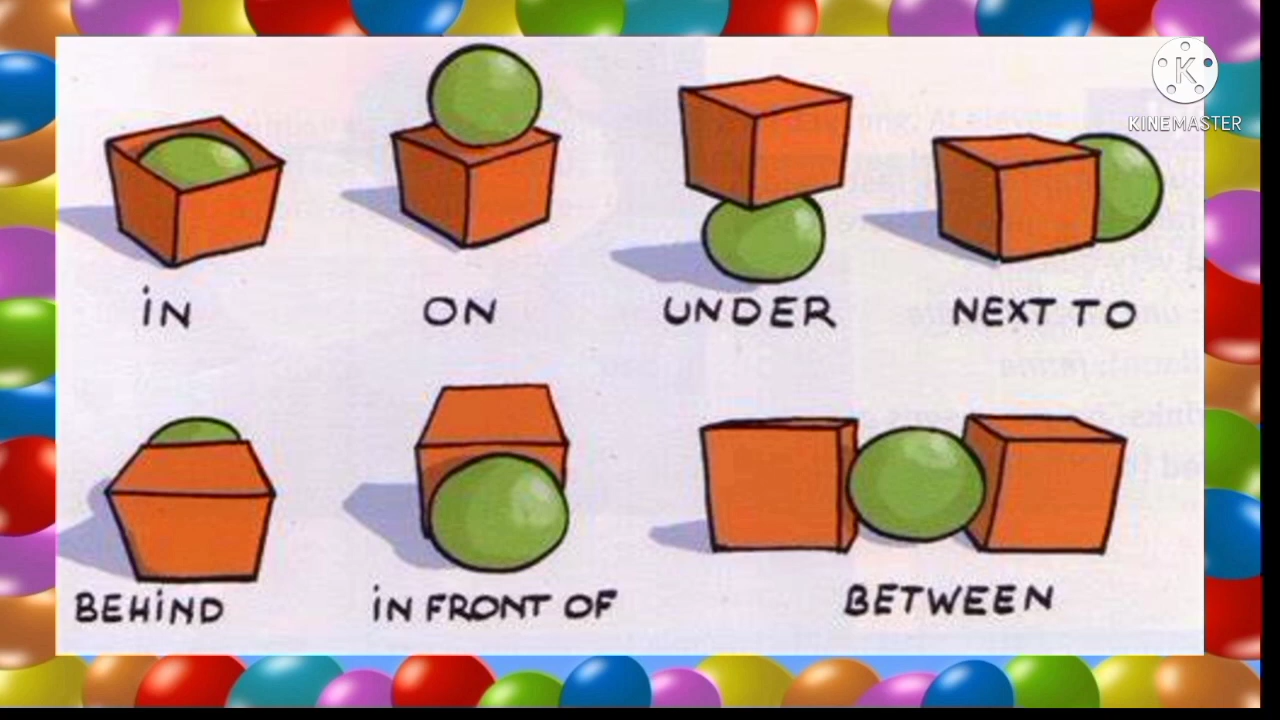 K
KINEMASTER
iN
ON
UNDER
NEXT TO
BEHiND
iN FRONT OF
BETWEEN